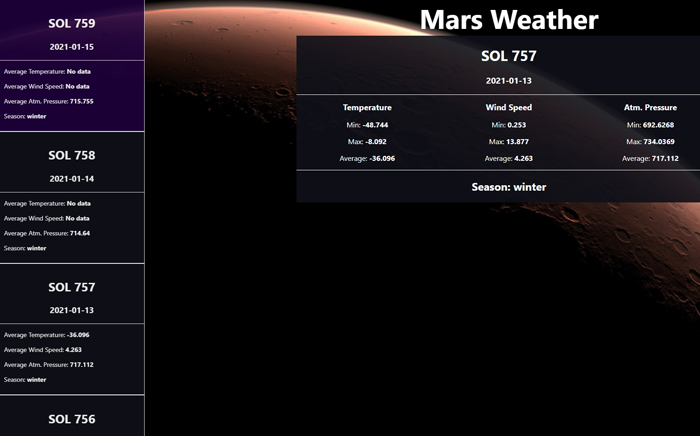 SOL 759
2021-01-15
Average Temperature: No data
Average Wind Speed: No data
Average Atm. Pressure: 715.755
Season: winter
SOL 758
2021-01-14
Average Temperature: No data
Average Wind Speed: No data
Average Atm. Pressure: 714.64
Season: winter
SOL 757
2021-01-13
Average Temperature: -36.096
Average Wind Speed: 4.263
Average Atm. Pressure: 717.112
Season: winter
SOL 756
Mars Weather
SOL 757
2021-01-13
Temperature Wind Speed Atm. Pressure
Min: -48.744 Min: 0.253 Min: 692.6268
Max: -8.092 Max: 13.877 Max: 734.0369
Average: -36.096 Average: 4.263 Average: 717.112
Season: winter